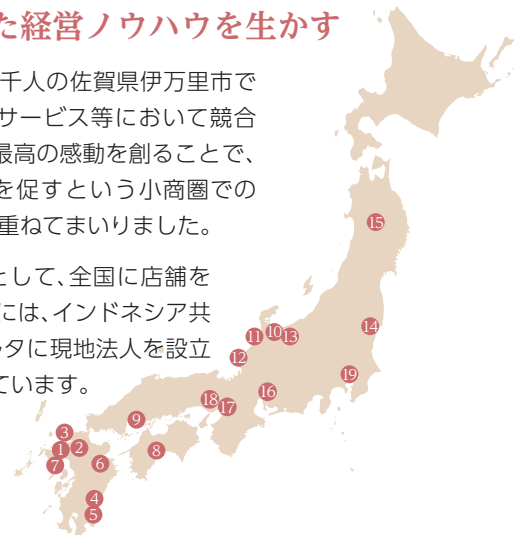 た経営ノウハウを生かす
千人の佐賀県伊万里市で
サービス等において競合
最高の感動を創ることで、
を促すという小商圏での
重ねてまいりました。
として、全国に店舗を
には、インドネシア共
タに現地法人を設立
ています。
15
14
11
10
13
12
19
16
18
17
9
3
1
2
8
7
6
4
5